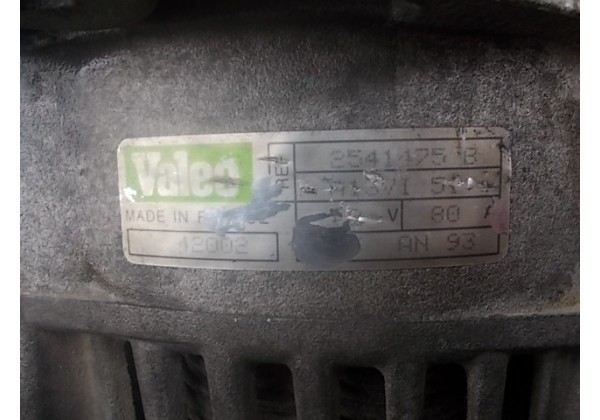 Valeo
REF
2541475 B
MADE IN
V 80
42002
AN 93